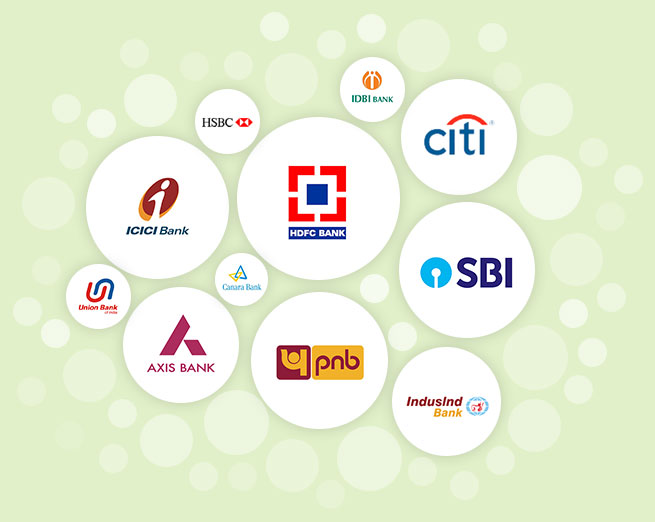 IDBI BANK
HSBC
citi
®
ICICI Bank
HDFC BANK
Canara Bank
SBI
Union Bank
of India
AXIS BANK
pnb
IndusInd
Bank